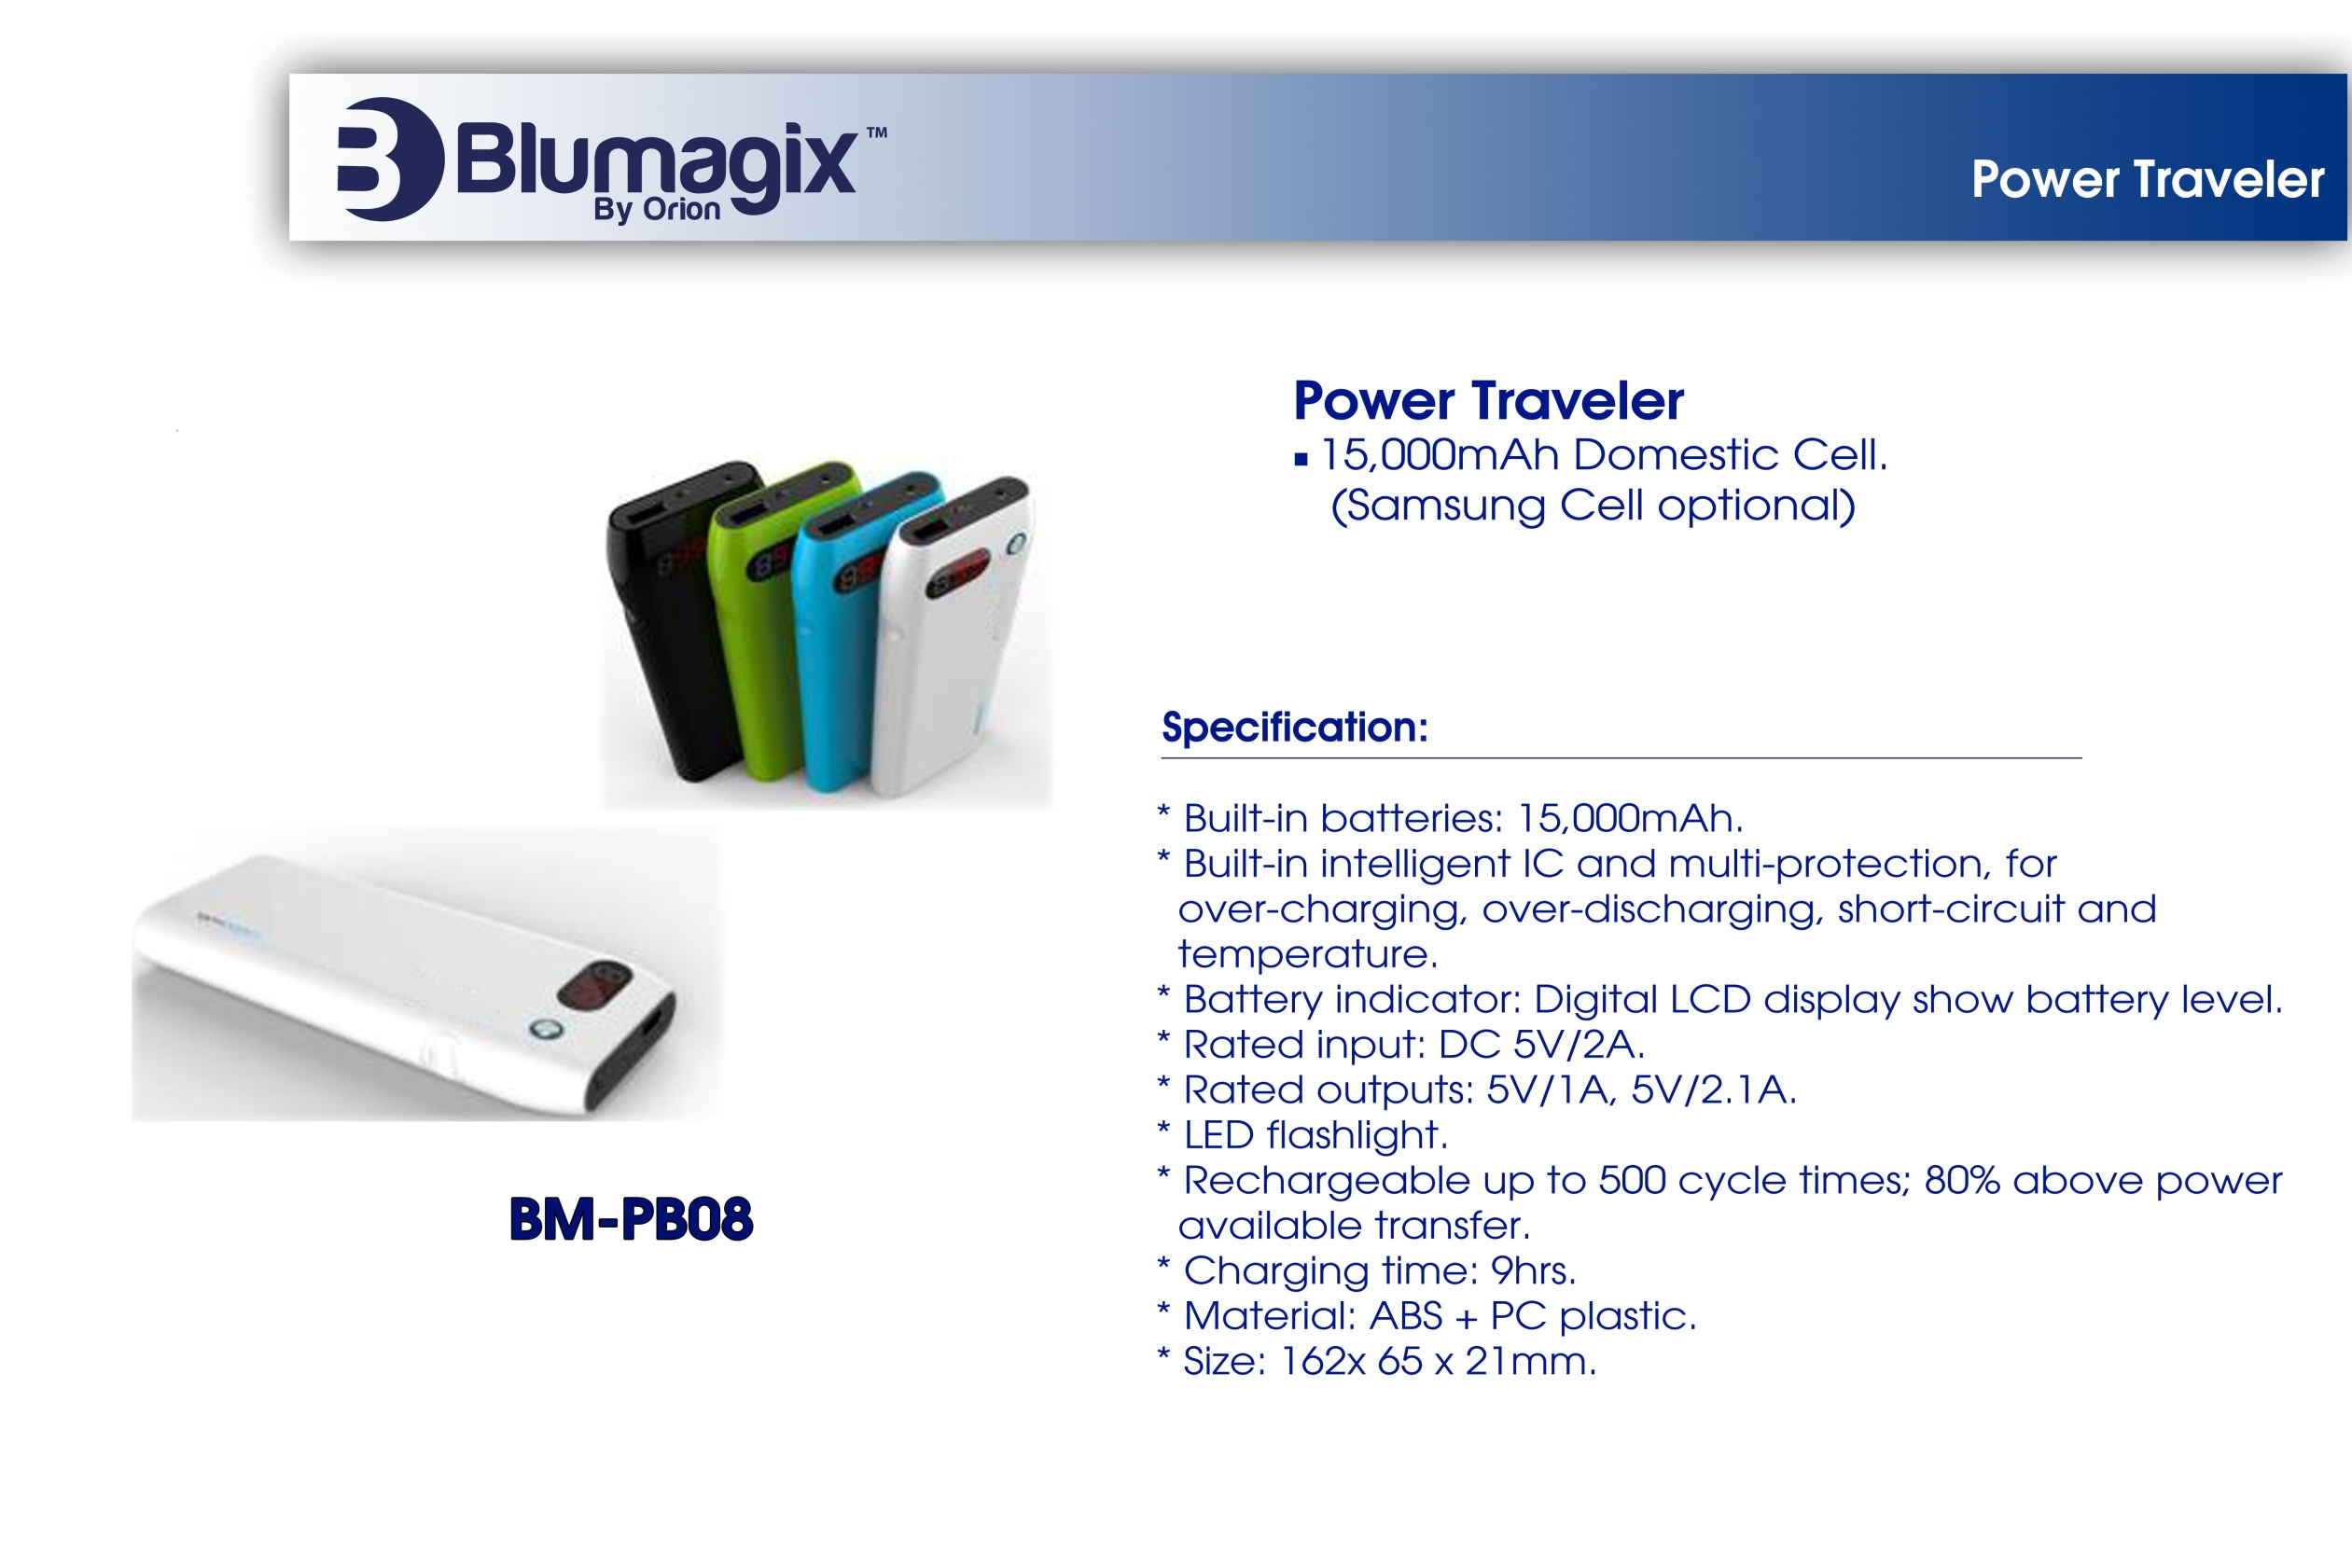 Blumagix™
By Orion
Power Traveler
Power Traveler
▪ 15,000mAh Domestic Cell.
(Samsung Cell optional)
Specification:
* Built-in batteries: 15,000mAh.
* Built-in intelligent IC and multi-protection, for
over-charging, over-discharging, short-circuit and
temperature.
* Battery indicator: Digital LCD display show battery level.
* Rated input: DC 5V/2A.
* Rated outputs: 5V/1A, 5V/2.1A.
* LED flashlight.
* Rechargeable up to 500 cycle times; 80% above power
available transfer.
* Charging time: 9hrs.
* Material: ABS + PC plastic.
* Size: 162x 65 x 21mm.
BM-PB08